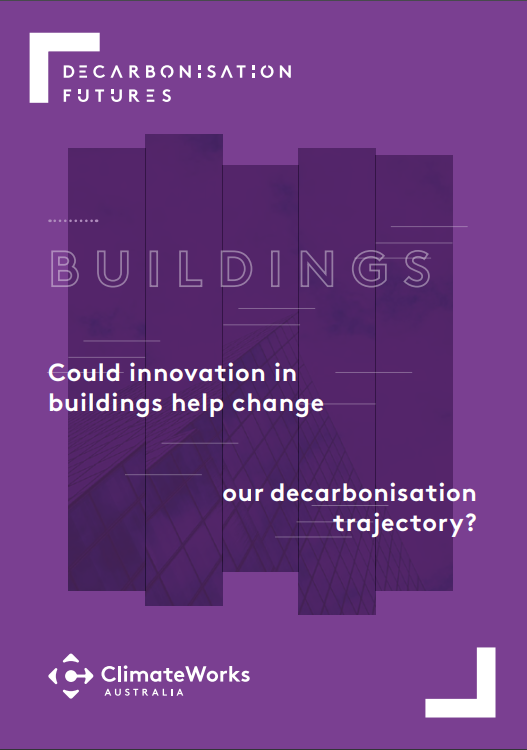 DECARBONISATION
FUTURES
BUILDINGS
Could innovation in
buildings help change
our decarbonisation
trajectory?
ClimateWorks
AUSTRALIA